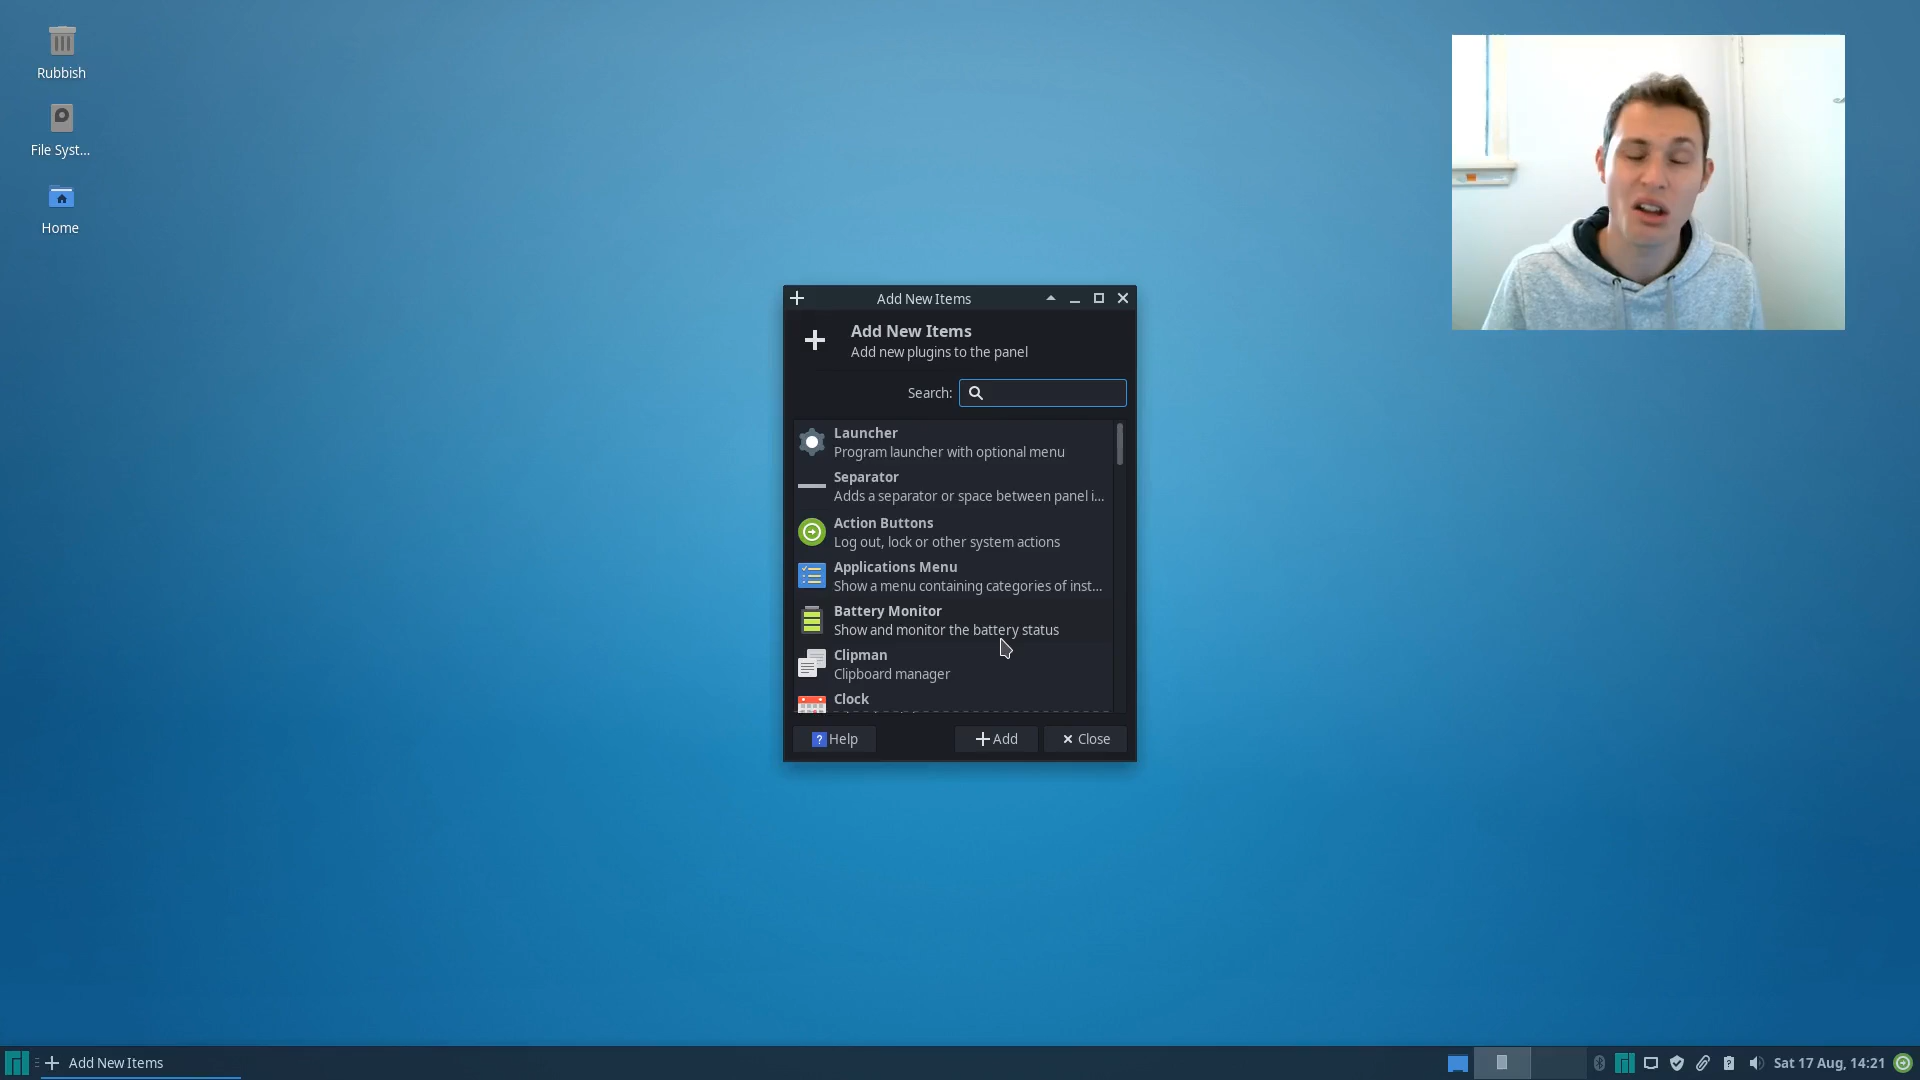 Rubbish
File Syst...
Home
Add New Items
Add New Items
Add new plugins to the panel
Search:
Launcher
Program launcher with optional menu
Separator
Adds a separator or space between panel i...
Action Buttons
Log out, lock or other system actions
Applications Menu
Show a menu containing categories of inst...
Battery Monitor
Show and monitor the battery status
Clipman
Clipboard manager
Clock
Help
Add
Close
Add New Items
Sat 17 Aug, 14:21